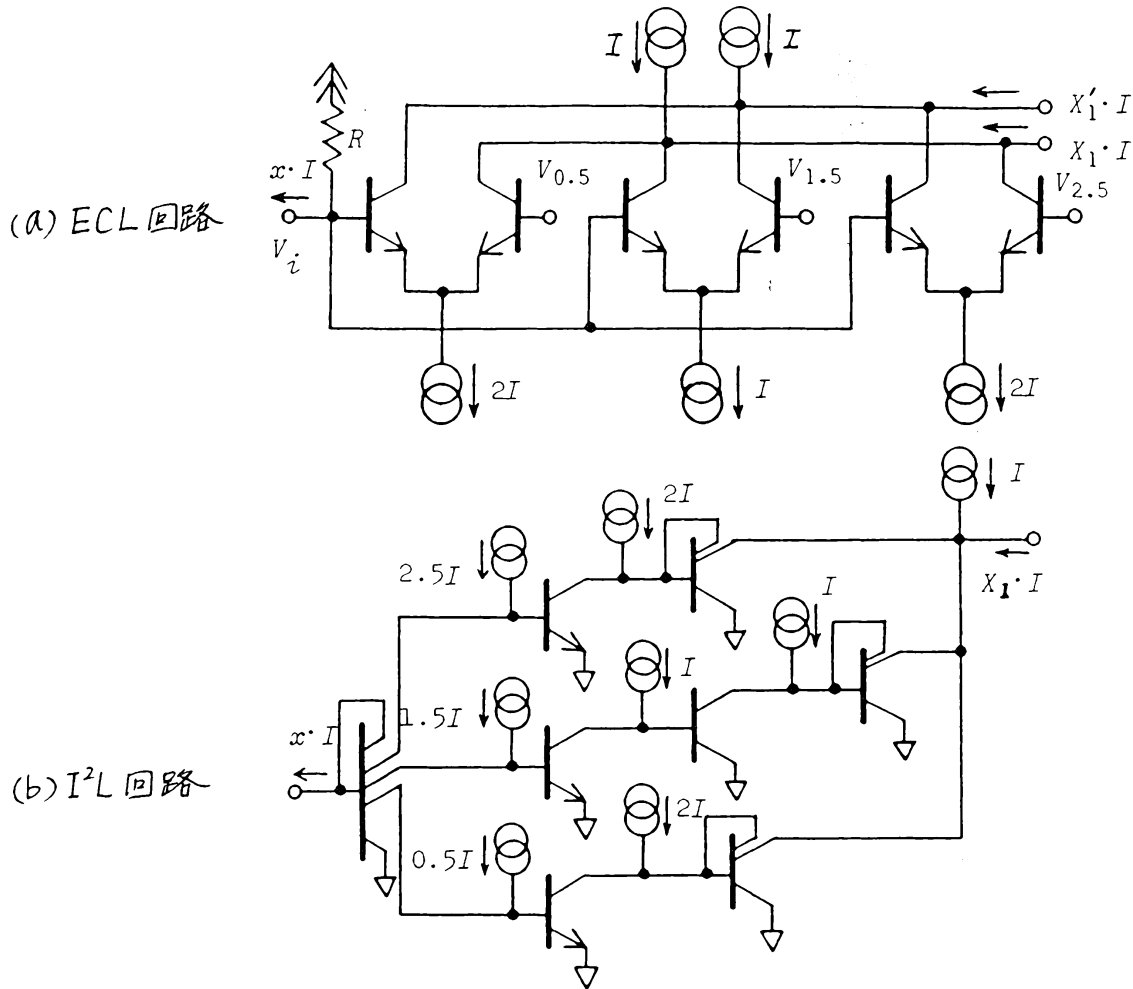 I
I
X₁′·I
X₁·I
R
x·I
V₀.₅
V₁.₅
V₂.₅
(a) ECL回路
Vᵢ
2I
I
2I
I
2I
2.5I
X₁·I
I
I
1.5I
x·I
(b) I²L回路
2I
0.5I